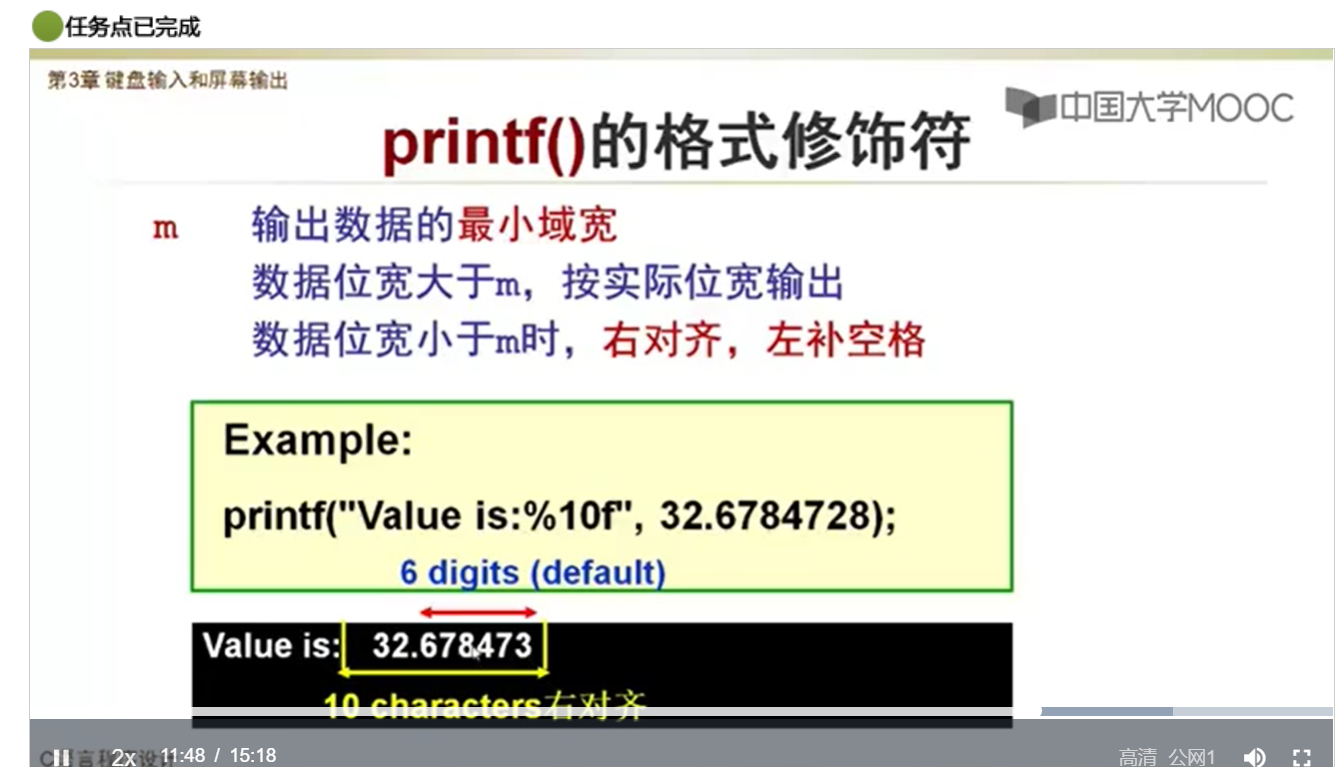 任务点已完成
第3章 键盘输入和屏幕输出
中国大学MOOC
printf()的格式修饰符
m 输出数据的最小域宽
数据位宽大于m，按实际位宽输出
数据位宽小于m时，右对齐，左补空格
Example:
printf("Value is:%10f", 32.6784728);
6 digits (default)
Value is: 32.678473
10 characters右对齐
2x 11:48 / 15:18
高清 公网1